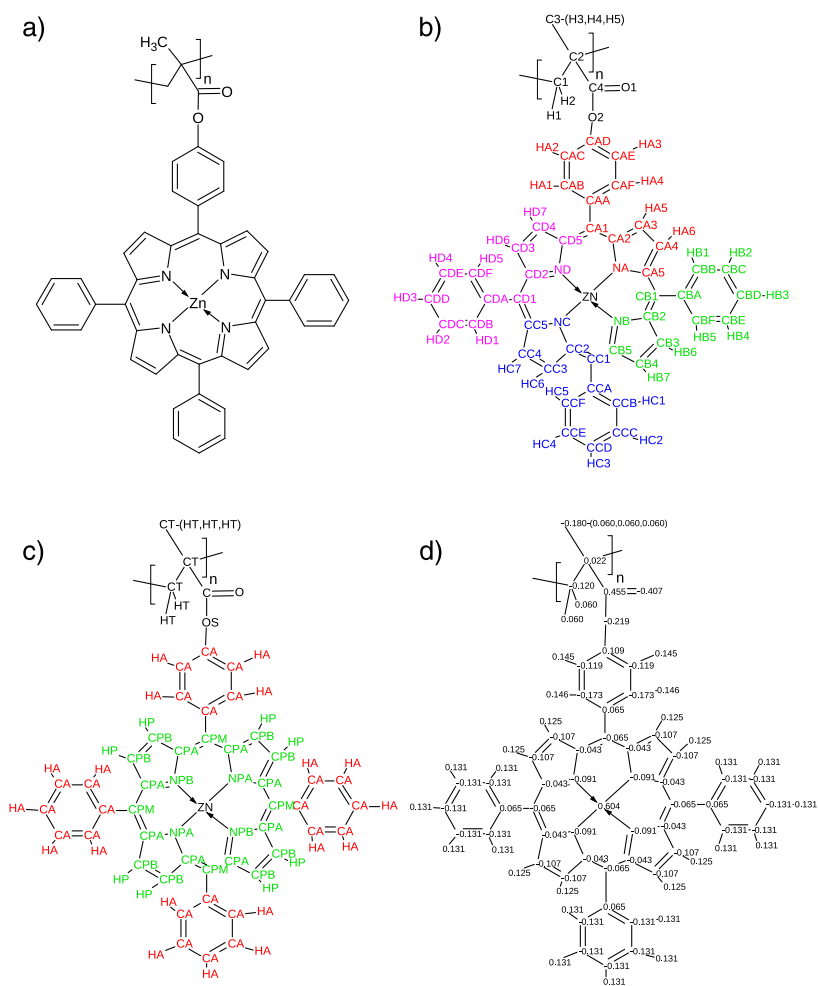 a)
H3C
n
O
O
N
N
Zn
N
N
b)
C3-(H3,H4,H5)
C2
n
C1
C4 O1
H2
H1
O2
CAD
HA2 HA3
CAC CAE
HA1 CAB CAF HA4
CAA
HD7 HA5
CD4 CA1 CA3
HD6 CD5 CA2 HA6
CD3 CA4
HD4 HD5 HB1 HB2
CDE CDF CD2 ND NA CA5 CBB CBC
HD3 CDD CDA CD1 ZN CB1 CBA CBD HB3
CDC CDB CC5 NC NB CB2 CBF CBE
HD2 HD1 HB5 HB4
CC4 CC2 CC1 CB5 CB3 HB6
HC7 CC3 CB4
HC6 HB7
HC5 CCA
CCF CCB HC1
CCE CCC
HC4 CCD HC2
HC3
c)
CT-(HT,HT,HT)
CT
n
CT
C O
HT
HT
OS
CA
HA HA
CA CA
HA CA CA HA
CA
HP HP
CPB CPM CPB
HP CPA CPA HP
CPB CPB
HA HA HA HA
CA CA CPA NPB NPA CPA CA CA
HA CA CA CPM ZN CPM CA CA HA
CA CA CPA NPA NPB CPA CA CA
HA HA HA HA
CPB CPA CPM CPA CPB HP
HP CPB CPB
HP HP
HA CA
CA CA HA
CA CA
HA CA HA
HA
d)
-0.180-(0.060,0.060,0.060)
0.022
n
-0.120
0.455 -0.407
0.060
0.060
-0.219
0.109
0.145 0.145
-0.119 -0.119
0.146 -0.173 -0.173 -0.146
0.065
0.125 0.125
-0.107 -0.065 -0.107
0.125 -0.043 -0.043 0.125
-0.107 -0.107
0.131 0.131 0.131 0.131
-0.131 -0.131 -0.043 -0.091 -0.091 -0.043 -0.131 -0.131
0.131 -0.131 0.065 -0.065 0.604 -0.065 0.065 -0.131 -0.131
-0.131 -0.131 -0.043 -0.091 -0.091 -0.043 -0.131 -0.131
0.131 0.131 0.131 0.131
-0.107 -0.043 -0.065 -0.043 -0.107
0.125 -0.107 -0.107 0.125
0.125 0.125
0.131 0.065
-0.131 -0.131 -0.131
-0.131 -0.131
0.131 -0.131 0.131
0.131